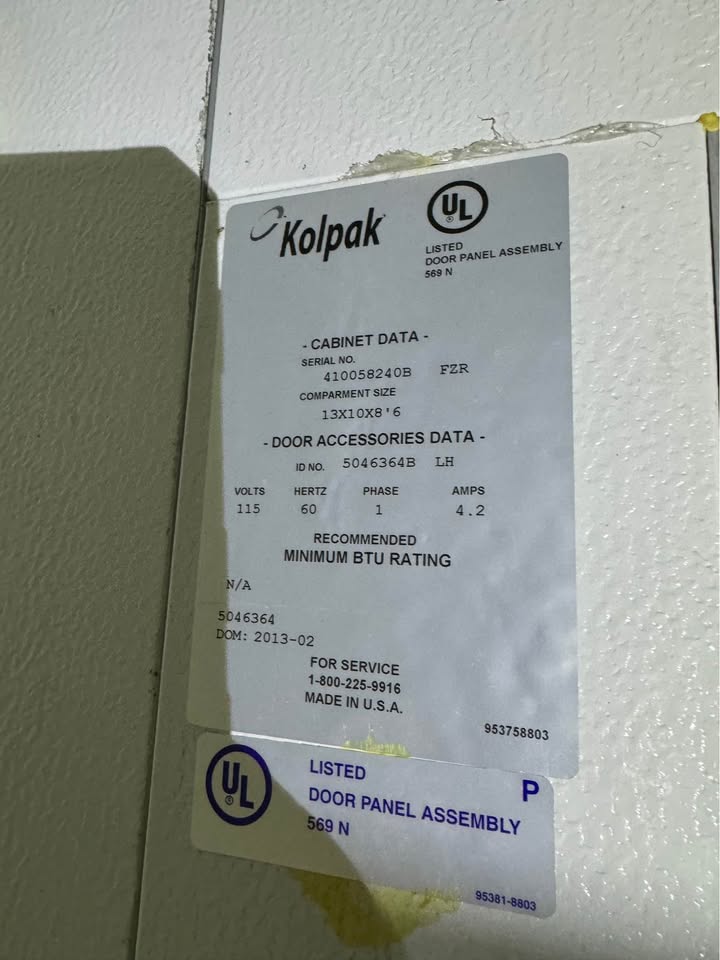 Kolpak
UL
LISTED
DOOR PANEL ASSEMBLY
569 N
- CABINET DATA -
SERIAL NO.
410058240B FZR
COMPARMENT SIZE
13X10X8'6
- DOOR ACCESSORIES DATA -
ID NO. 5046364B LH
VOLTS HERTZ PHASE AMPS
115 60 1 4.2
RECOMMENDED
MINIMUM BTU RATING
N/A
5046364
DOM: 2013-02
FOR SERVICE
1-800-225-9916
MADE IN U.S.A.
953758803
UL ®
LISTED P
DOOR PANEL ASSEMBLY
569 N
95381-8803